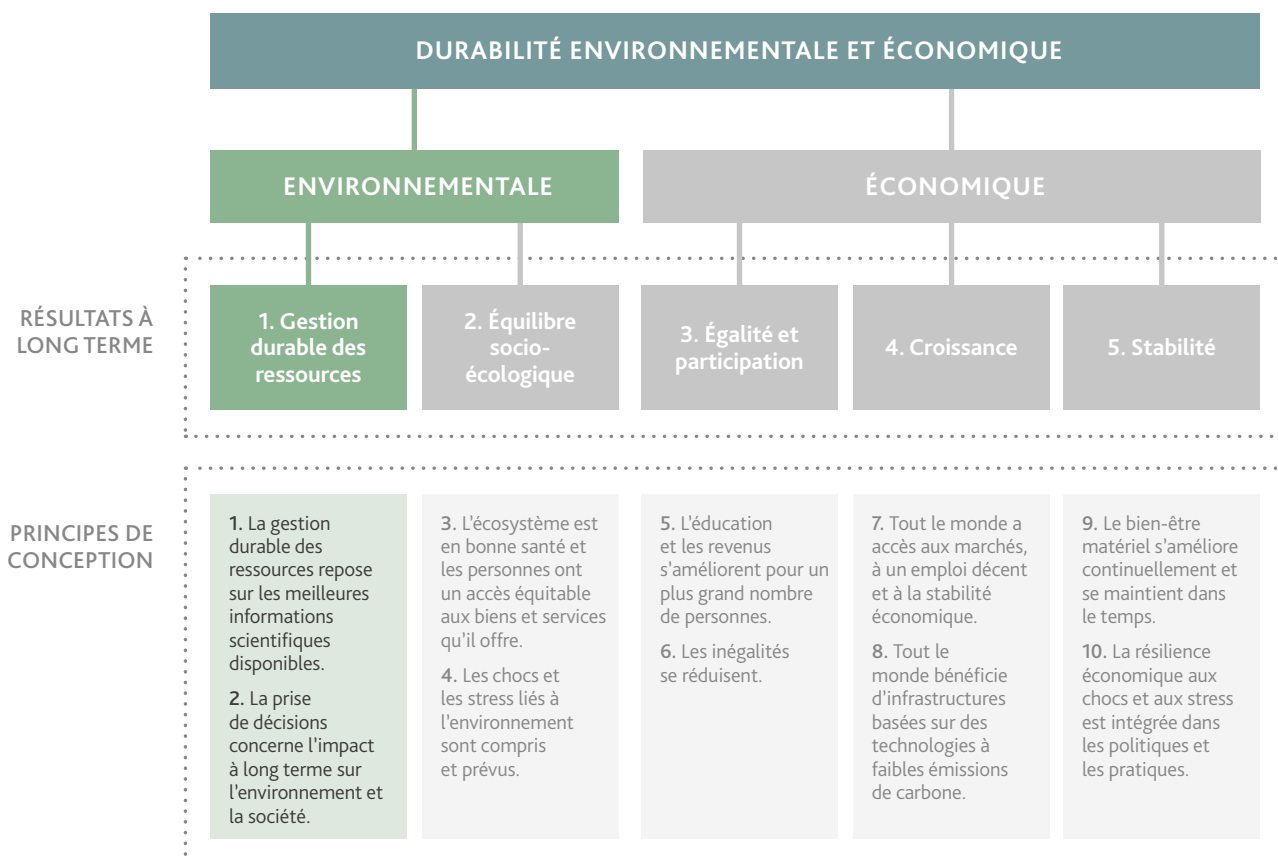 DURABILITÉ ENVIRONNEMENTALE ET ÉCONOMIQUE
ENVIRONNEMENTALE
ÉCONOMIQUE
RÉSULTATS À
LONG TERME
1. Gestion
durable des
ressources
2. Équilibre
socio-
écologique
3. Égalité et
participation
4. Croissance
5. Stabilité
PRINCIPES DE
CONCEPTION
1. La gestion
durable des
ressources repose
sur les meilleures
informations
scientifiques
disponibles.
2. La prise
de décisions
concerne l'impact
à long terme sur
l'environnement et
la société.
3. L'écosystème est
en bonne santé et
les personnes ont
un accès équitable
aux biens et services
qu'il offre.
4. Les chocs et
les stress liés à
l'environnement
sont compris
et prévus.
5. L'éducation
et les revenus
s'améliorent pour un
plus grand nombre
de personnes.
6. Les inégalités
se réduisent.
7. Tout le monde a
accès aux marchés,
à un emploi décent
et à la stabilité
économique.
8. Tout le
monde bénéficie
d'infrastructures
basées sur des
technologies à
faibles émissions
de carbone.
9. Le bien-être
matériel s'améliore
continuellement et
se maintient dans
le temps.
10. La résilience
économique aux
chocs et aux stress
est intégrée dans
les politiques et
les pratiques.